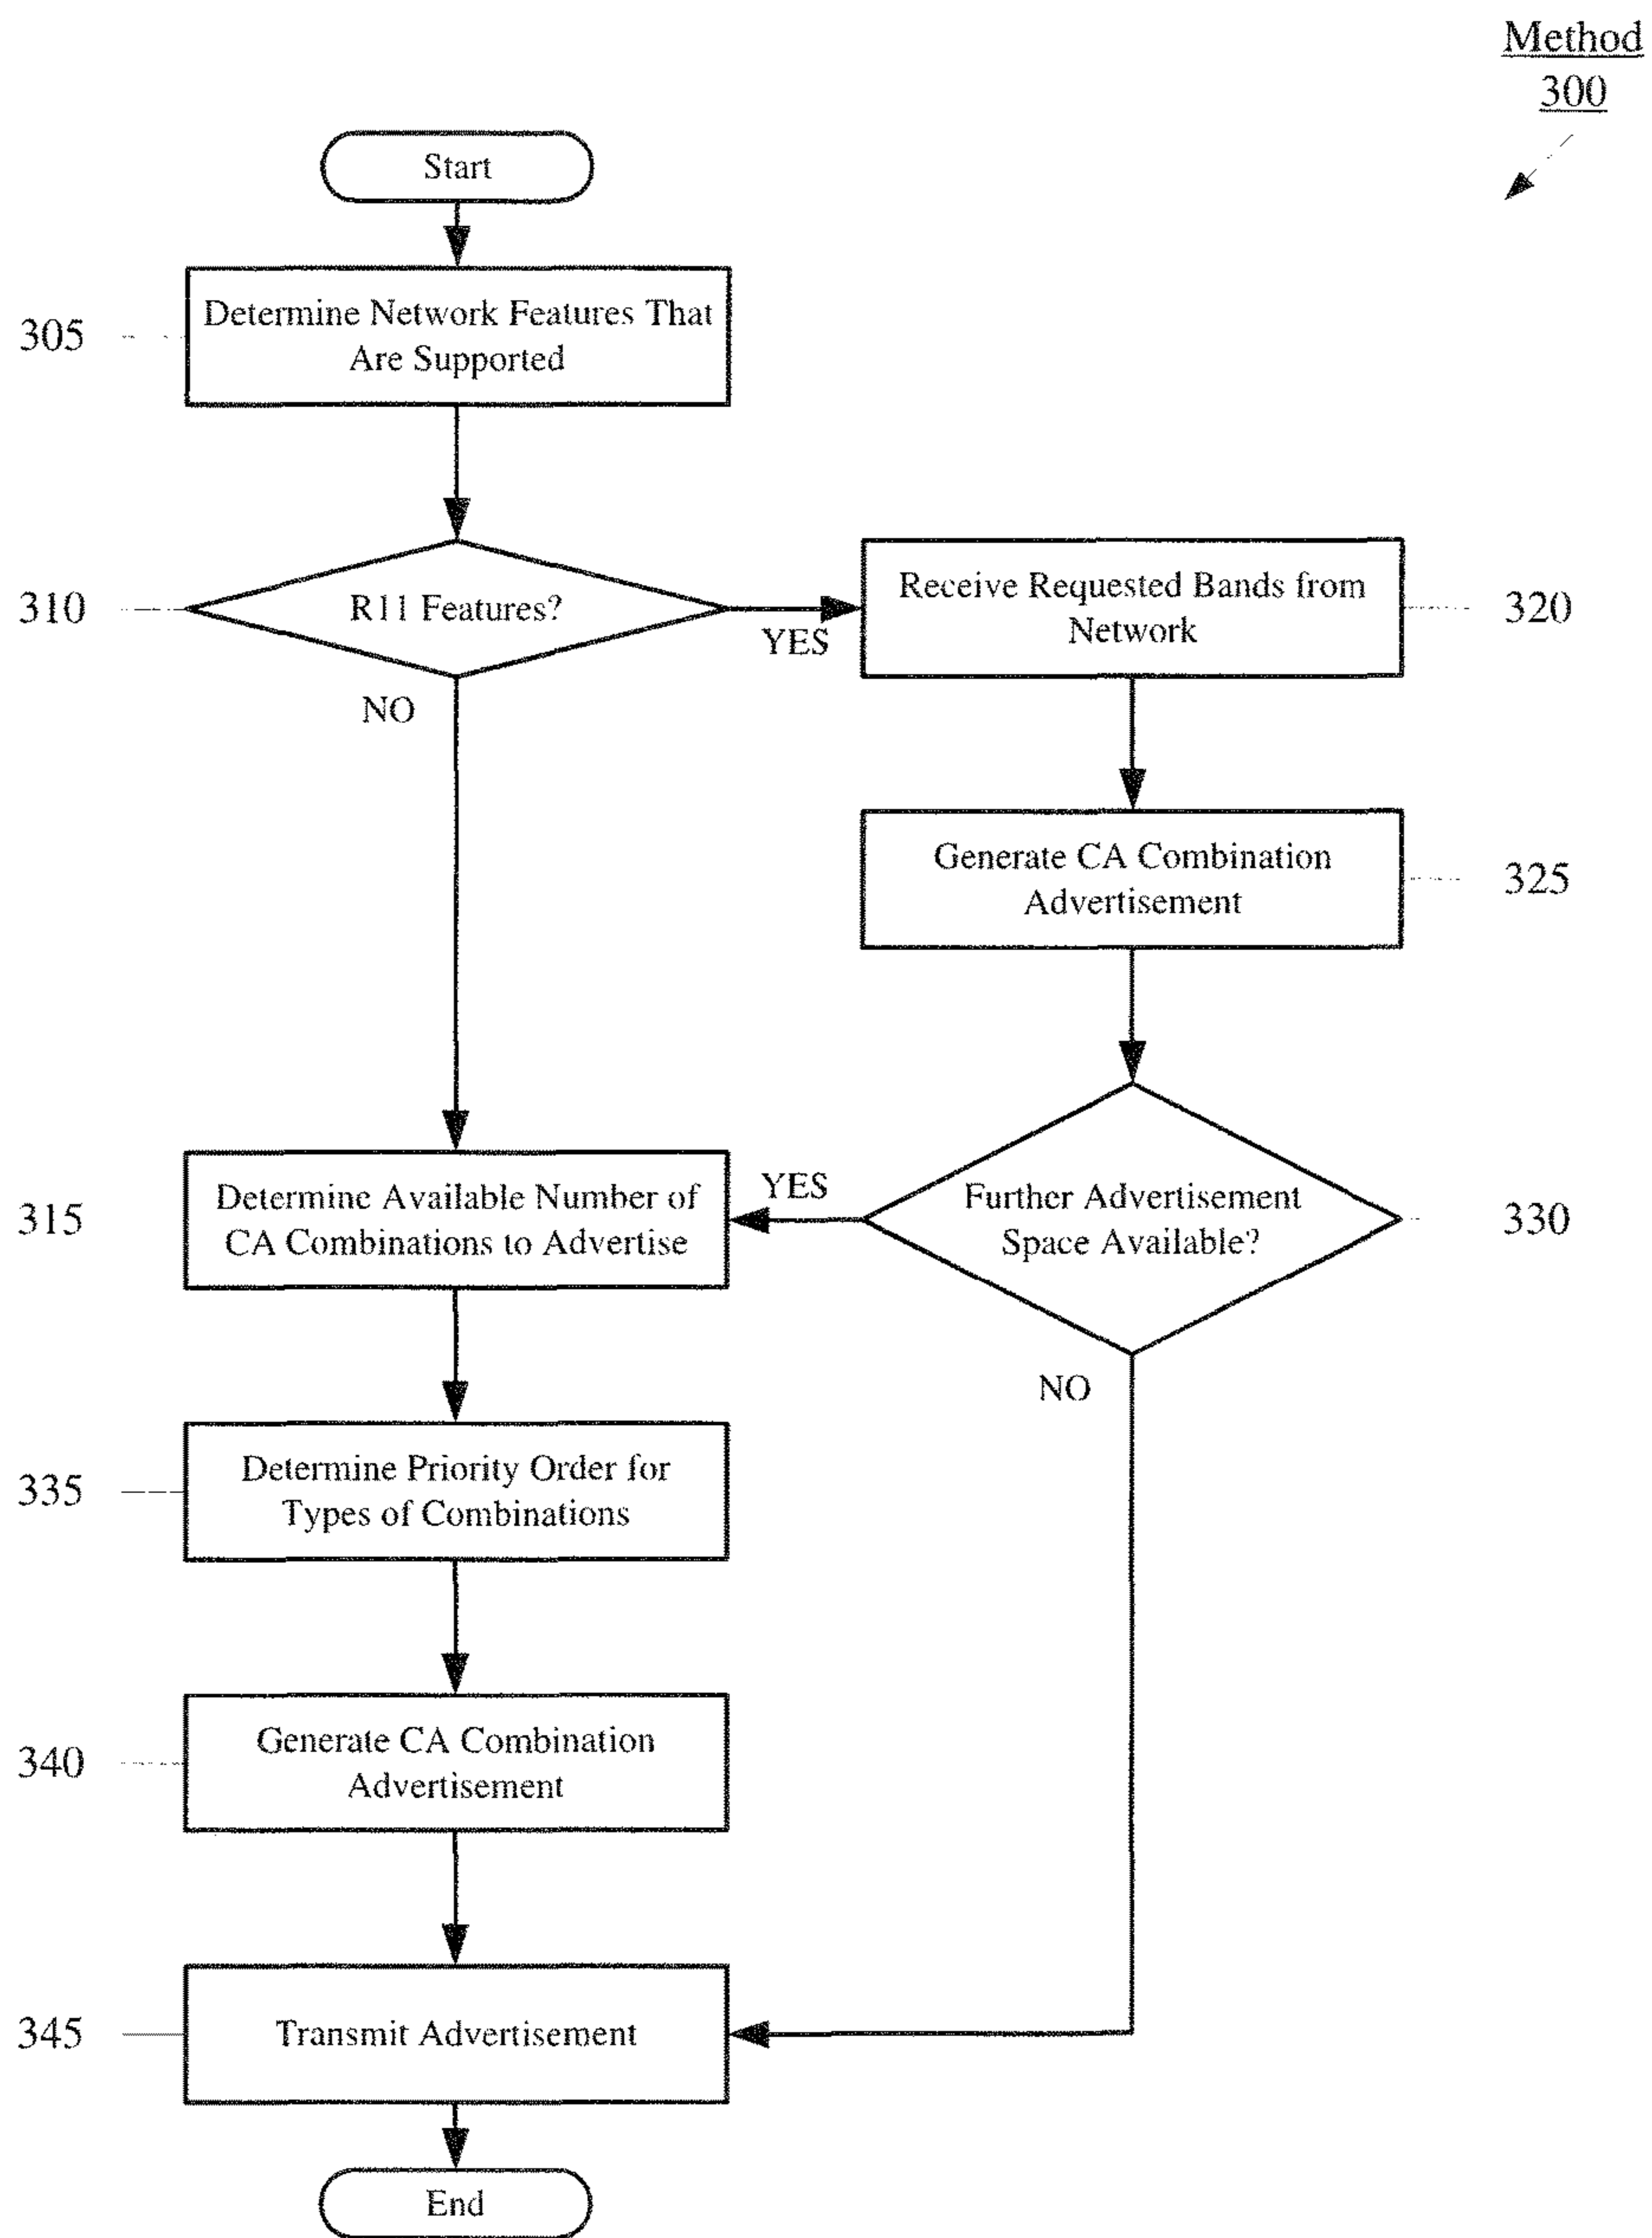 Method
300
Start
305
Determine Network Features That
Are Supported
310
R11 Features?
YES
NO
Receive Requested Bands from
Network
320
Generate CA Combination
Advertisement
325
315
Determine Available Number of
CA Combinations to Advertise
YES
Further Advertisement
Space Available?
330
NO
335
Determine Priority Order for
Types of Combinations
340
Generate CA Combination
Advertisement
345
Transmit Advertisement
End